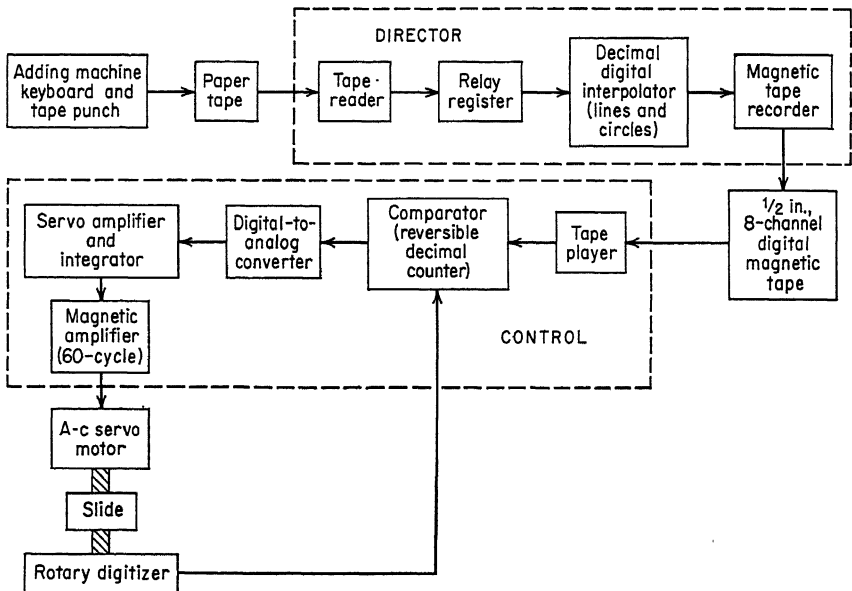 DIRECTOR
Adding machine
keyboard and
tape punch
Paper
tape
Tape-
reader
Relay
register
Decimal
digital
interpolator
(lines and
circles)
Magnetic
tape
recorder
1/2 in.,
8-channel
digital
magnetic
tape
Tape
player
Comparator
(reversible
decimal
counter)
Digital-to-
analog
converter
Servo amplifier
and
integrator
Magnetic
amplifier
(60-cycle)
CONTROL
A-c servo
motor
Slide
Rotary digitizer